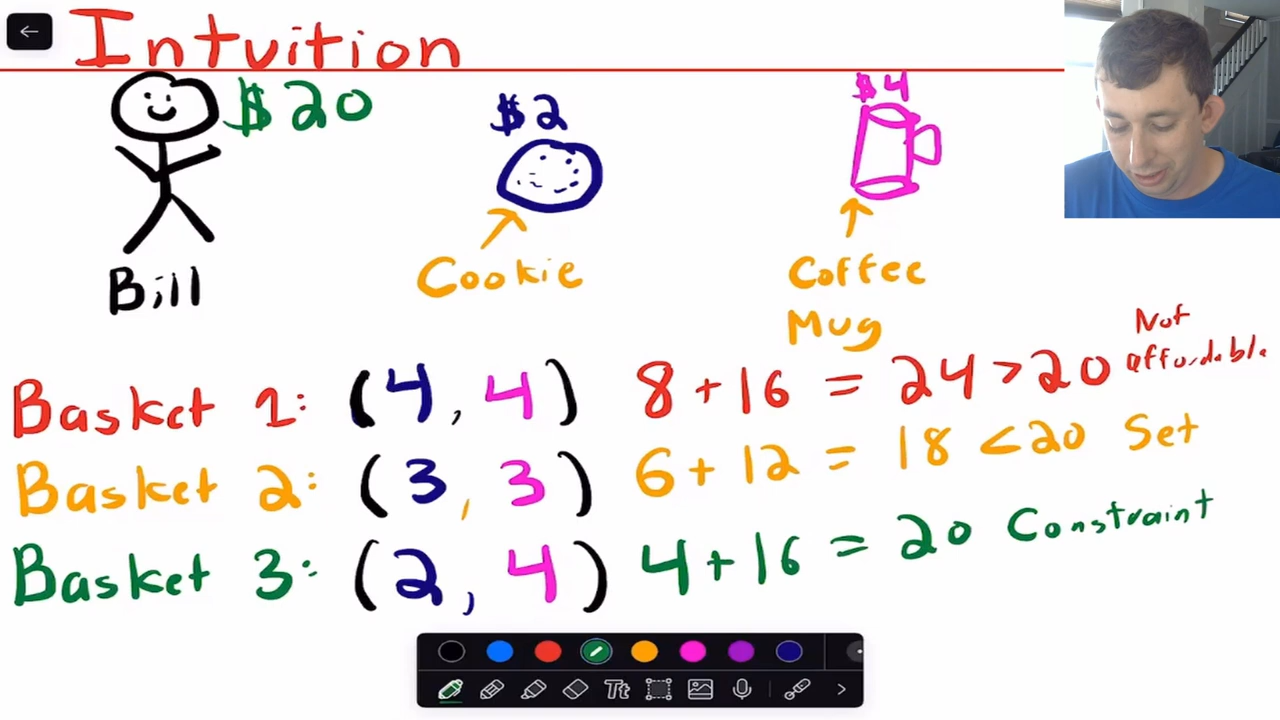 Intuition
$20
$2
$4
Bill
Cookie
Coffee
Mug
Basket 1: (4, 4) 8 + 16 = 24 > 20 Not
affordable
Basket 2: (3, 3) 6 + 12 = 18 < 20 Set
Basket 3: (2, 4) 4 + 16 = 20 Constraint
Tt